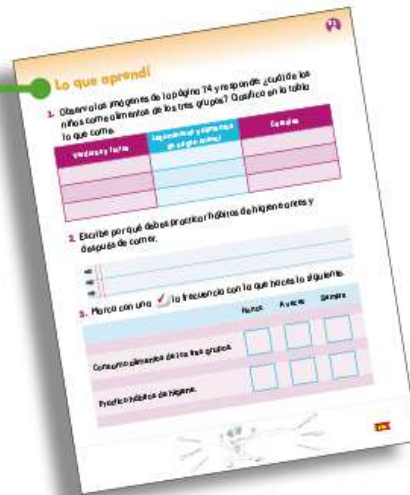 Lo que aprendí
1. Observa las imágenes de la página 74 y responde: ¿cuál de los
niños come alimentos de los tres grupos? Clasifica en la tabla
lo que come.
Verduras y frutas
Leguminosas y alimentos
de origen animal
Cereales
2. Escribe por qué debes practicar hábitos de higiene antes y
después de comer.
3. Marca con una ✓ la frecuencia con la que haces lo siguiente.
Nunca A veces Siempre
Consumo alimentos de los tres grupos.
Practico hábitos de higiene.